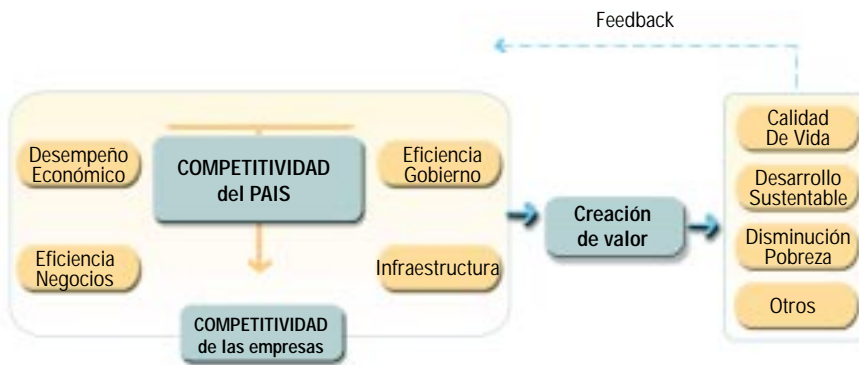 Feedback
Desempeño
Económico
COMPETITIVIDAD
del PAIS
Eficiencia
Gobierno
Eficiencia
Negocios
Infraestructura
COMPETITIVIDAD
de las empresas
Creación
de valor
Calidad
De Vida
Desarrollo
Sustentable
Disminución
Pobreza
Otros